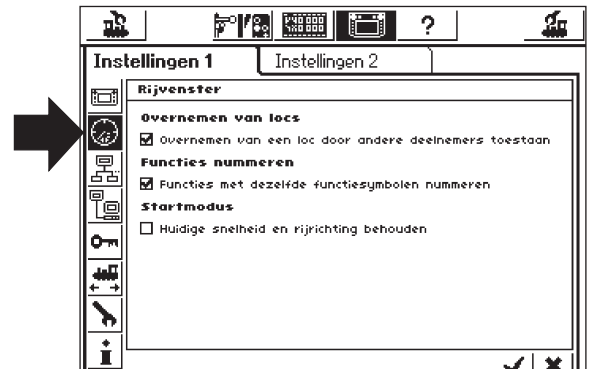 ?
Instellingen 1
Instellingen 2
Rijvenster
Overnemen van locs
Overnemen van een loc door andere deelnemers toestaan
Functies nummeren
Functies met dezelfde functiesymbolen nummeren
Startmodus
Huidige snelheid en rijrichting behouden
i